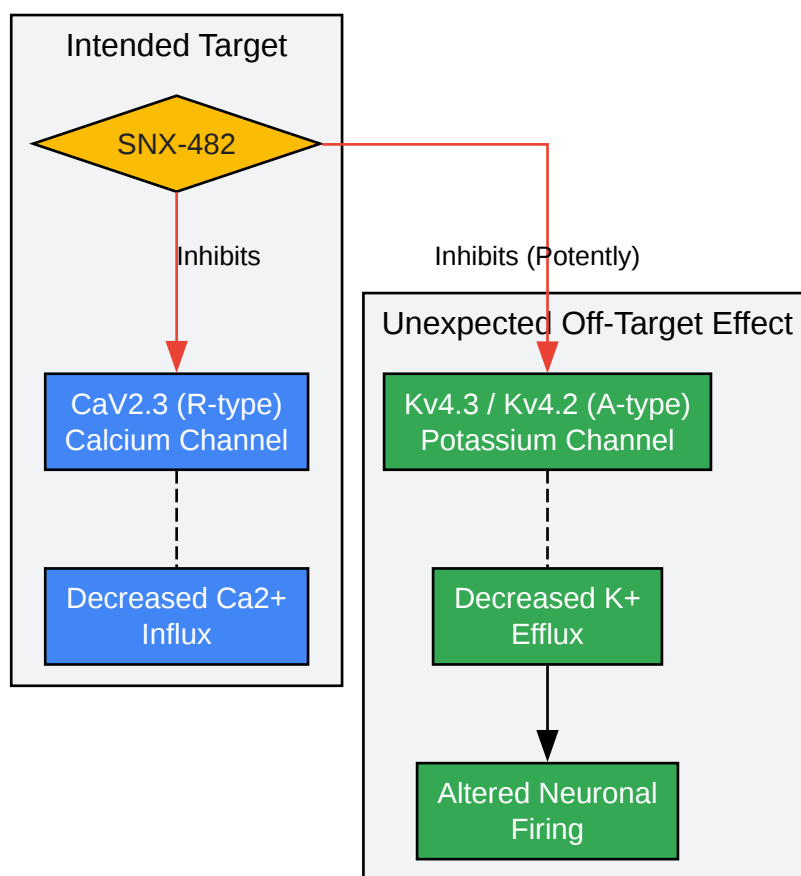 Intended Target
SNX-482
Inhibits
Inhibits (Potently)
Unexpected Off-Target Effect
CaV2.3 (R-type)
Calcium Channel
Kv4.3 / Kv4.2 (A-type)
Potassium Channel
Decreased Ca2+
Influx
Decreased K+
Efflux
Altered Neuronal
Firing